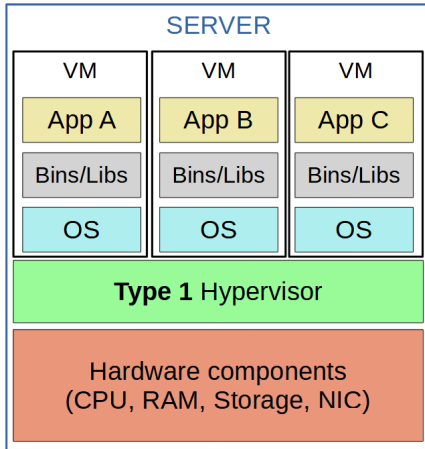 SERVER
VM VM VM
App A App B App C
Bins/Libs Bins/Libs Bins/Libs
OS OS OS
Type 1 Hypervisor
Hardware components
(CPU, RAM, Storage, NIC)